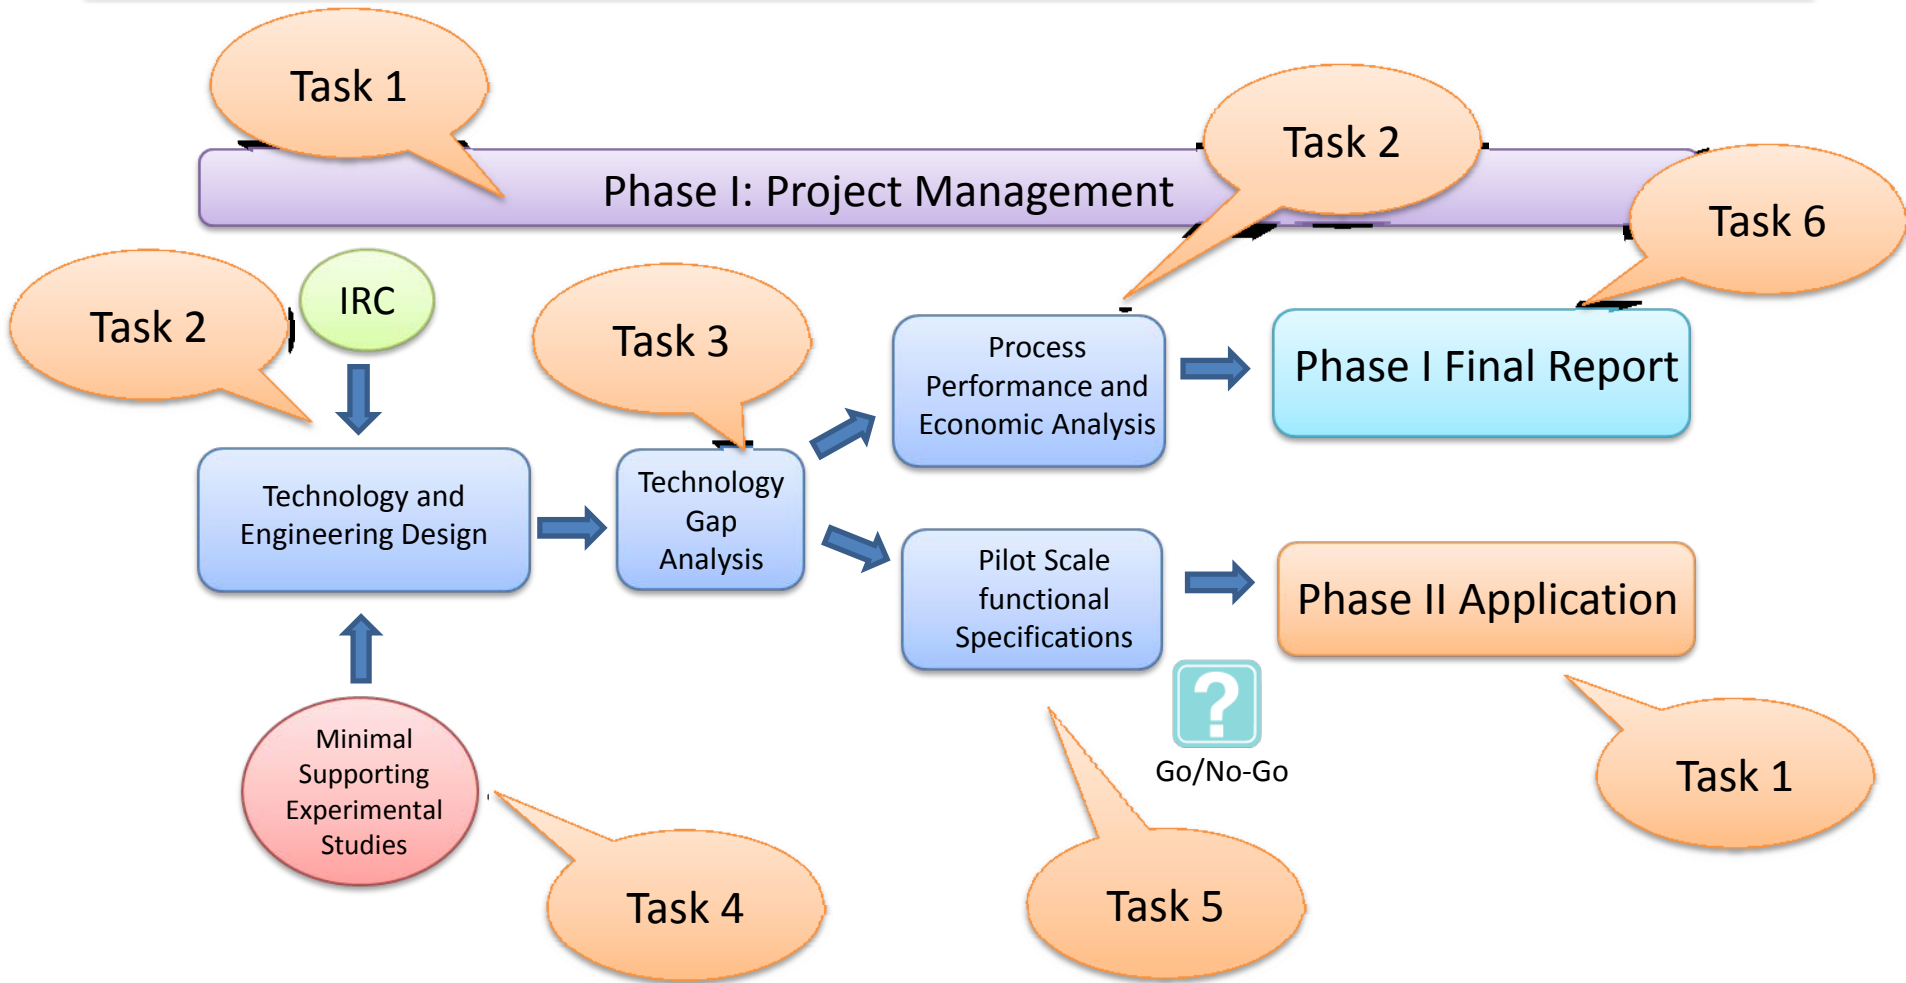 Task 1
Task 2
Phase I: Project Management
Task 6
IRC
Task 2
Task 3
Process
Performance and
Economic Analysis
Phase I Final Report
Technology and
Engineering Design
Technology
Gap
Analysis
Pilot Scale
functional
Specifications
Phase II Application
Go/No-Go
Minimal
Supporting
Experimental
Studies
Task 1
Task 4
Task 5